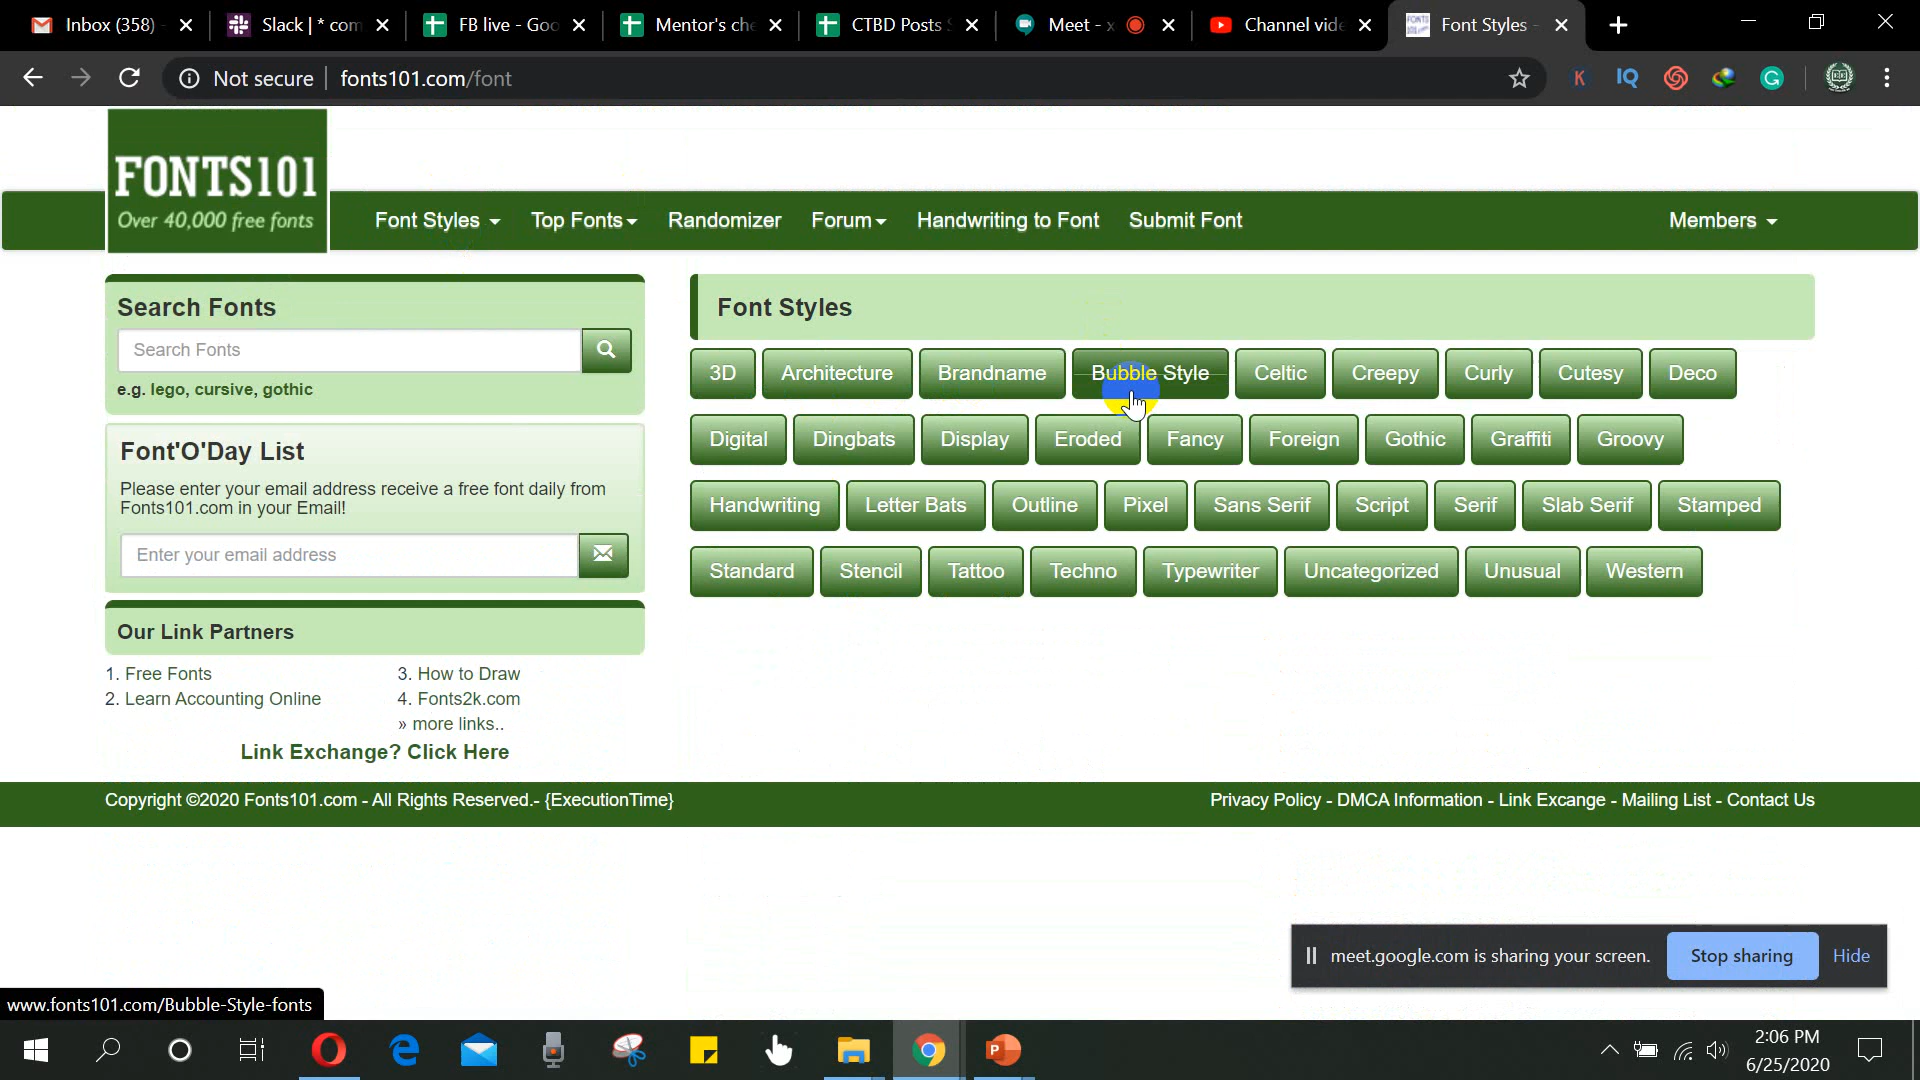 Inbox (358)
Slack | * com
FB live - Goo
Mentor's che
CTBD Posts S
Meet - x
Channel vide
Font Styles -
Not secure
fonts101.com/font
FONTS101
Over 40,000 free fonts
Font Styles
Top Fonts
Randomizer
Forum
Handwriting to Font
Submit Font
Members
Search Fonts
Search Fonts
e.g. lego, cursive, gothic
Font'O'Day List
Please enter your email address receive a free font daily from
Fonts101.com in your Email!
Enter your email address
Our Link Partners
1. Free Fonts
2. Learn Accounting Online
3. How to Draw
4. Fonts2k.com
» more links..
Link Exchange? Click Here
Font Styles
3D Architecture Brandname Bubble Style Celtic Creepy Curly Cutesy Deco
Digital Dingbats Display Eroded Fancy Foreign Gothic Graffiti Groovy
Handwriting Letter Bats Outline Pixel Sans Serif Script Serif Slab Serif Stamped
Standard Stencil Tattoo Techno Typewriter Uncategorized Unusual Western
Copyright ©2020 Fonts101.com - All Rights Reserved.- {ExecutionTime}
Privacy Policy - DMCA Information - Link Excange - Mailing List - Contact Us
meet.google.com is sharing your screen.
Stop sharing
Hide
www.fonts101.com/Bubble-Style-fonts
2:06 PM
6/25/2020